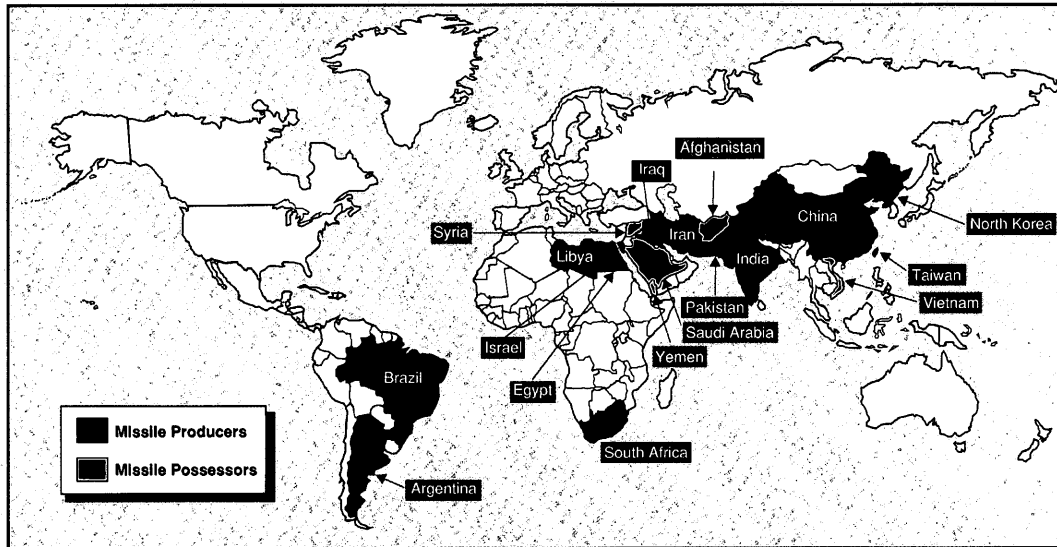 Afghanistan
Iraq
China
North Korea
Syria
Iran
Libya
India
Taiwan
Vietnam
Pakistan
Israel
Saudi Arabia
Yemen
Egypt
Brazil
Missile Producers
South Africa
Missile Possessors
Argentina